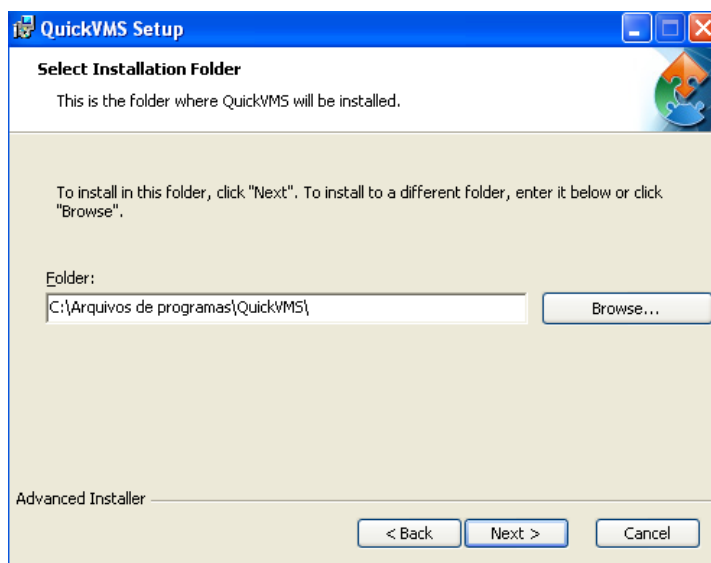 QuickVMS Setup
Select Installation Folder
This is the folder where QuickVMS will be installed.
To install in this folder, click "Next". To install to a different folder, enter it below or click
"Browse".
Folder:
C:\Arquivos de programas\QuickVMS\
Browse...
Advanced Installer
< Back
Next >
Cancel